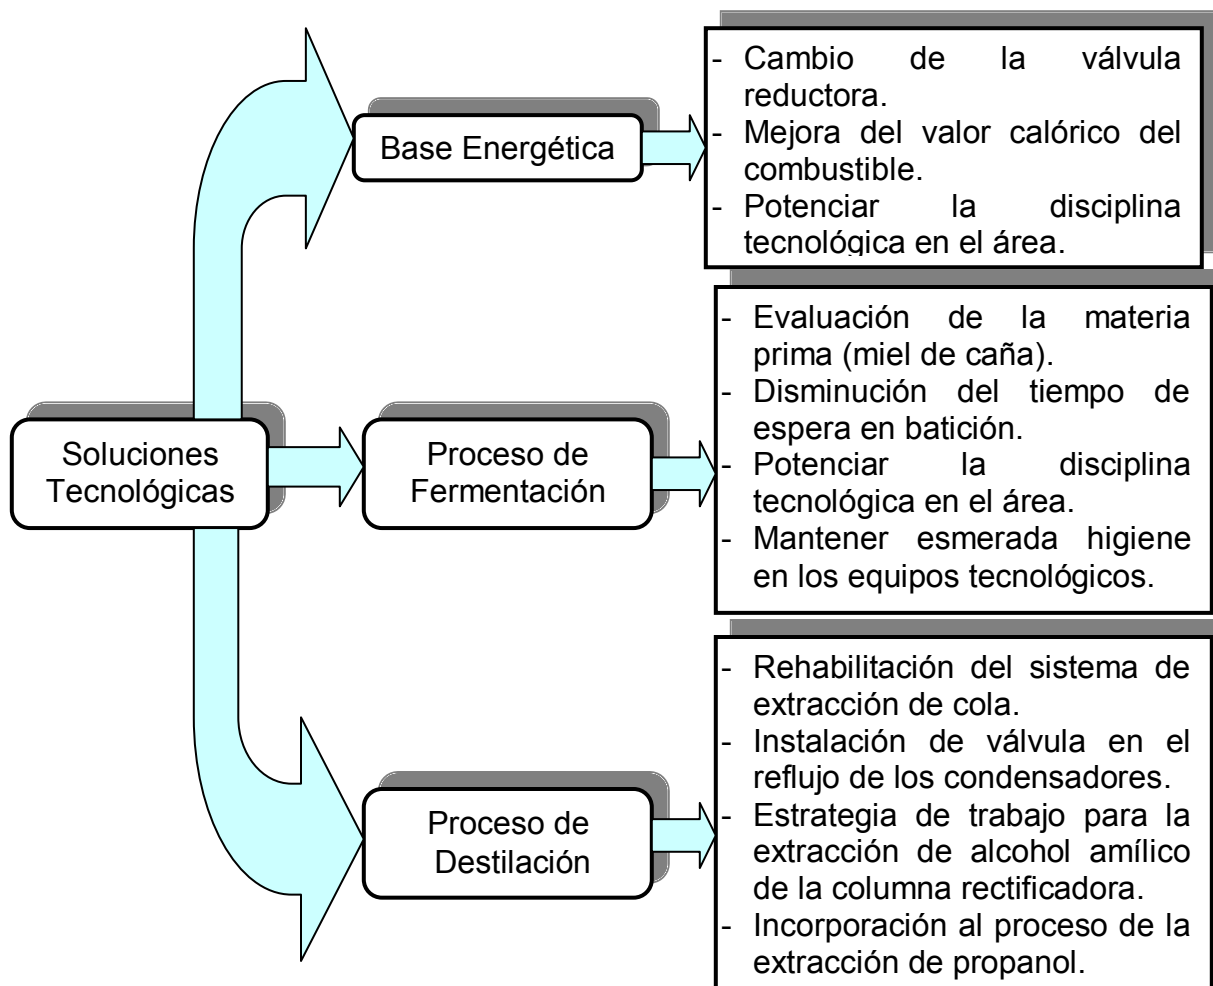 Soluciones
Tecnológicas
Base Energética
- Cambio de la válvula
reductora.
- Mejora del valor calórico del
combustible.
- Potenciar la disciplina
tecnológica en el área.
Proceso de
Fermentación
- Evaluación de la materia
prima (miel de caña).
- Disminución del tiempo de
espera en batición.
- Potenciar la disciplina
tecnológica en el área.
- Mantener esmerada higiene
en los equipos tecnológicos.
Proceso de
Destilación
- Rehabilitación del sistema de
extracción de cola.
- Instalación de válvula en el
reflujo de los condensadores.
- Estrategia de trabajo para la
extracción de alcohol amílico
de la columna rectificadora.
- Incorporación al proceso de la
extracción de propanol.